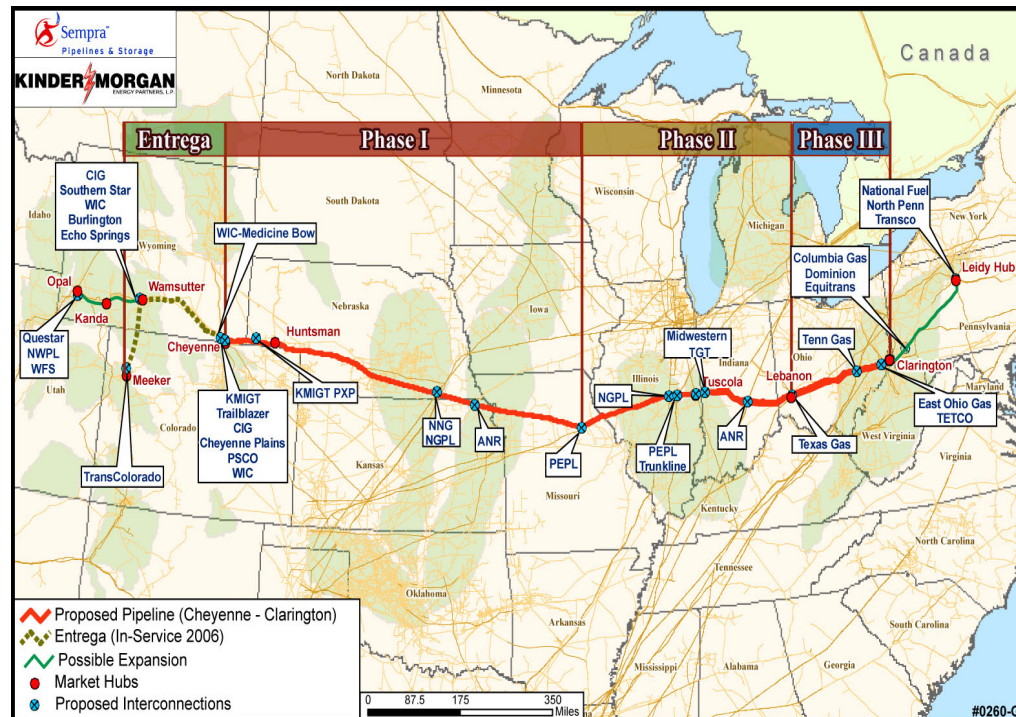 Sempra™
Pipelines & Storage
KINDER MORGAN
ENERGY PARTNERS, L.P.
Canada
North Dakota
Minnesota
Entrega
Phase I
Phase II
Phase III
CIG
Southern Star
WIC
Burlington
Echo Springs
National Fuel
North Penn
Transco
Idaho
Wyoming
South Dakota
Wisconsin
Michigan
New York
WIC-Medicine Bow
Columbia Gas
Dominion
Equitrans
Leidy Hub
Opal
Wamsutter
Kanda
Nebraska
Iowa
Huntsman
Cheyenne
Midwestern
TGT
Tenn Gas
Pennsylvania
Questar
NWPL
WFS
Utah
Meeker
Illinois
Indiana
Ohio
Tuscola
Lebanon
Clarington
Maryland
KMIGT PXP
NGPL
KMIGT
Trailblazer
CIG
Cheyenne Plains
PSCO
WIC
Colorado
NNG
NGPL
ANR
ANR
East Ohio Gas
TETCO
Texas Gas
West Virginia
Virginia
PEPL
PEPL
Trunkline
TransColorado
Kansas
Missouri
Kentucky
North Carolina
Tennessee
Oklahoma
Arkansas
South Carolina
Mississippi
Alabama
Georgia
Proposed Pipeline (Cheyenne - Clarington)
Entrega (In-Service 2006)
Possible Expansion
Market Hubs
Proposed Interconnections
0 87.5 175 350
Miles